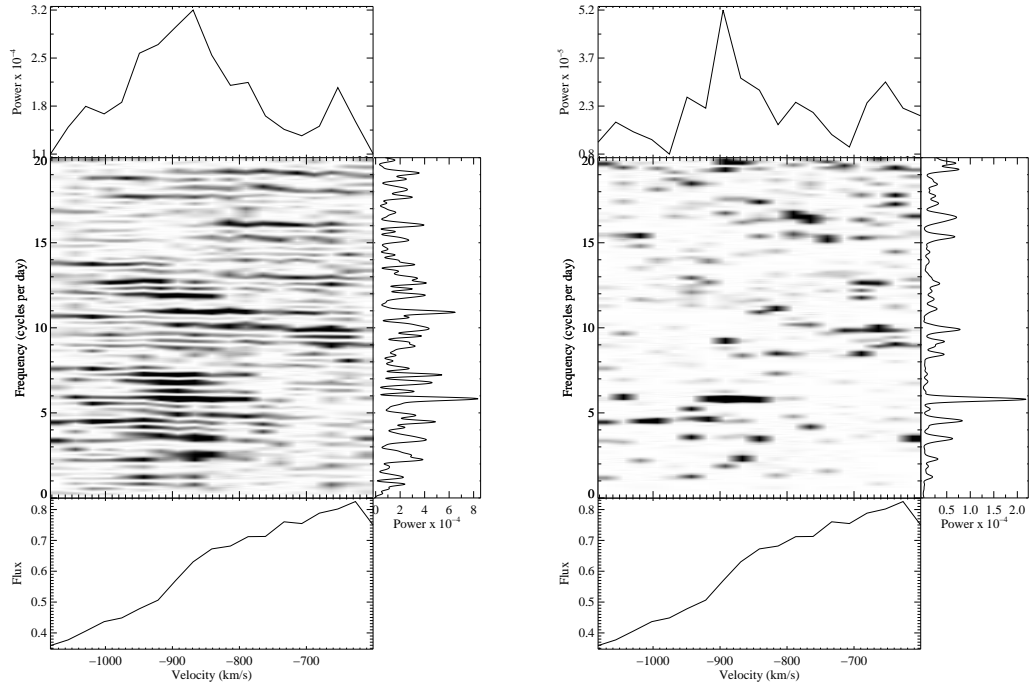 3.2
2.5
1.8
1.1
Power x 10⁻⁴
20
15
10
5
0
Frequency (cycles per day)
0 2 4 6 8
Power x 10⁻⁴
0.8
0.7
0.6
0.5
0.4
Flux
−1000 −900 −800 −700
Velocity (km/s)
5.2
3.7
2.3
0.8
Power x 10⁻⁵
20
15
10
5
0
Frequency (cycles per day)
0.5 1.0 1.5 2.0
Power x 10⁻⁴
0.8
0.7
0.6
0.5
0.4
Flux
−1000 −900 −800 −700
Velocity (km/s)